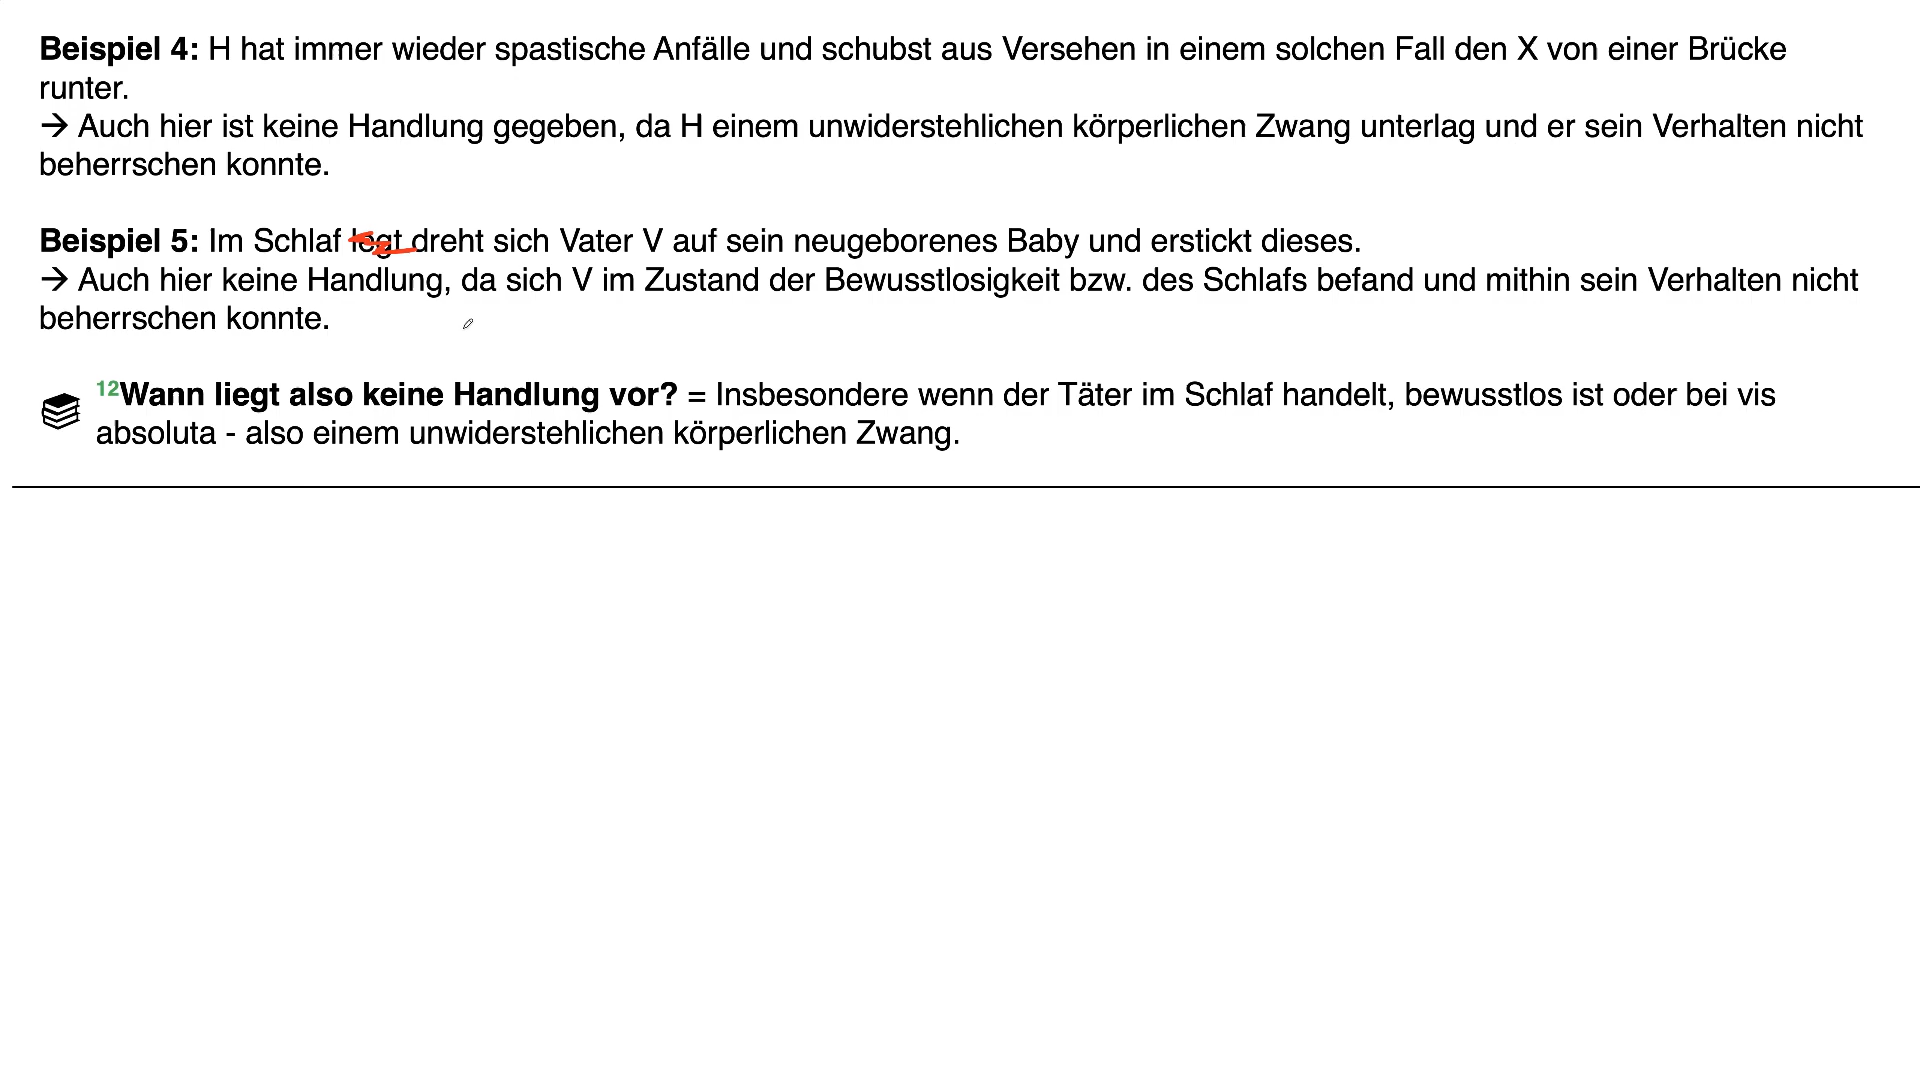 Beispiel 4: H hat immer wieder spastische Anfälle und schubst aus Versehen in einem solchen Fall den X von einer Brücke
runter.
→ Auch hier ist keine Handlung gegeben, da H einem unwiderstehlichen körperlichen Zwang unterlag und er sein Verhalten nicht
beherrschen konnte.
Beispiel 5: Im Schlaf legt dreht sich Vater V auf sein neugeborenes Baby und erstickt dieses.
→ Auch hier keine Handlung, da sich V im Zustand der Bewusstlosigkeit bzw. des Schlafs befand und mithin sein Verhalten nicht
beherrschen konnte.
12Wann liegt also keine Handlung vor? = Insbesondere wenn der Täter im Schlaf handelt, bewusstlos ist oder bei vis
absoluta - also einem unwiderstehlichen körperlichen Zwang.